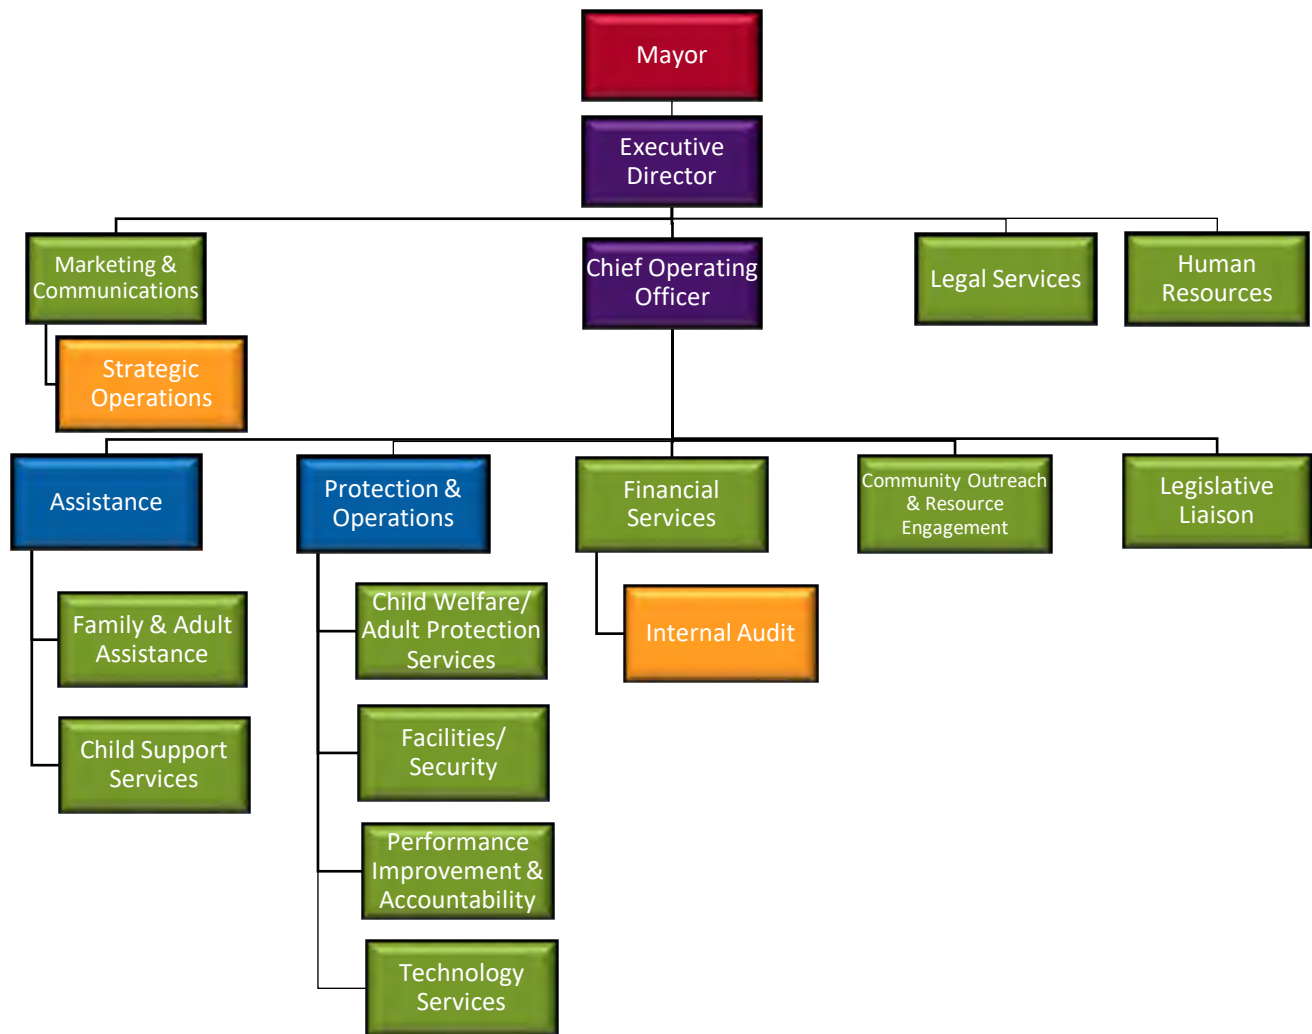 Mayor
Executive
Director
Marketing &
Communications
Chief Operating
Officer
Legal Services
Human
Resources
Strategic
Operations
Assistance
Protection &
Operations
Financial
Services
Community Outreach
& Resource
Engagement
Legislative
Liaison
Family & Adult
Assistance
Child Support
Services
Child Welfare/
Adult Protection
Services
Facilities/
Security
Performance
Improvement &
Accountability
Technology
Services
Internal Audit